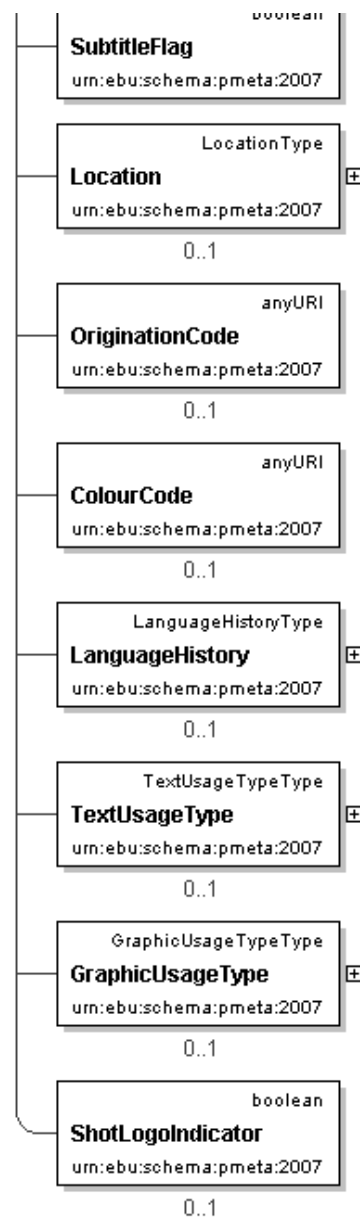 boolean
SubtitleFlag
urn:ebu:schema:pmeta:2007
LocationType
Location
urn:ebu:schema:pmeta:2007
0..1
anyURI
OriginationCode
urn:ebu:schema:pmeta:2007
0..1
anyURI
ColourCode
urn:ebu:schema:pmeta:2007
0..1
LanguageHistoryType
LanguageHistory
urn:ebu:schema:pmeta:2007
0..1
TextUsageTypeType
TextUsageType
urn:ebu:schema:pmeta:2007
0..1
GraphicUsageTypeType
GraphicUsageType
urn:ebu:schema:pmeta:2007
0..1
boolean
ShotLogoIndicator
urn:ebu:schema:pmeta:2007
0..1